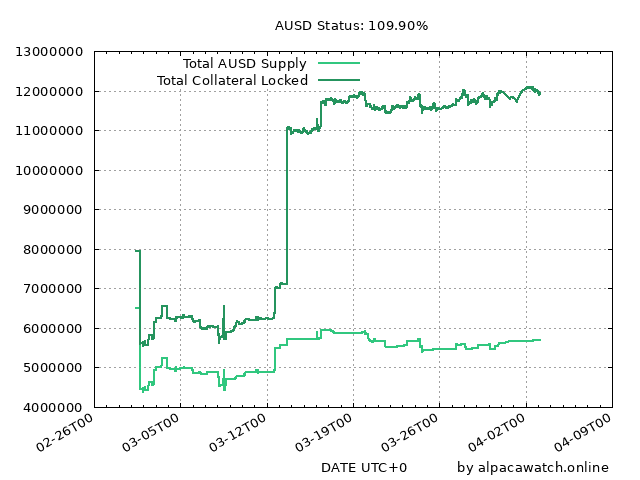 AUSD Status: 109.90%
13000000
12000000
11000000
10000000
9000000
8000000
7000000
6000000
5000000
4000000
Total AUSD Supply
Total Collateral Locked
02-26T00
03-05T00
03-12T00
03-19T00
03-26T00
04-02T00
04-09T00
DATE UTC+0
by alpacawatch.online